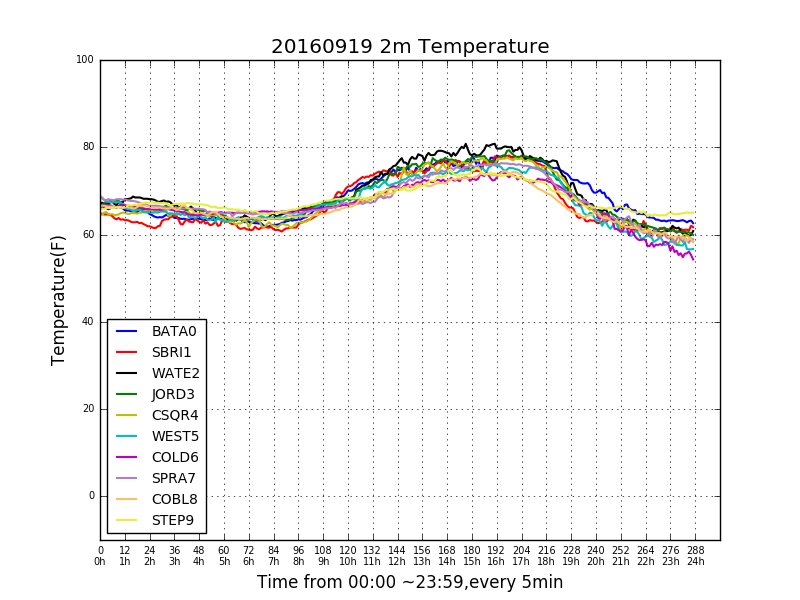 20160919 2m Temperature
100
80
60
40
20
0
Temperature(F)
BATA0
SBRI1
WATE2
JORD3
CSQR4
WEST5
COLD6
SPRA7
COBL8
STEP9
0 12 24 36 48 60 72 84 96 108 120 132 144 156 168 180 192 204 216 228 240 252 264 276 288
0h 1h 2h 3h 4h 5h 6h 7h 8h 9h 10h 11h 12h 13h 14h 15h 16h 17h 18h 19h 20h 21h 22h 23h 24h
Time from 00:00 ~23:59,every 5min